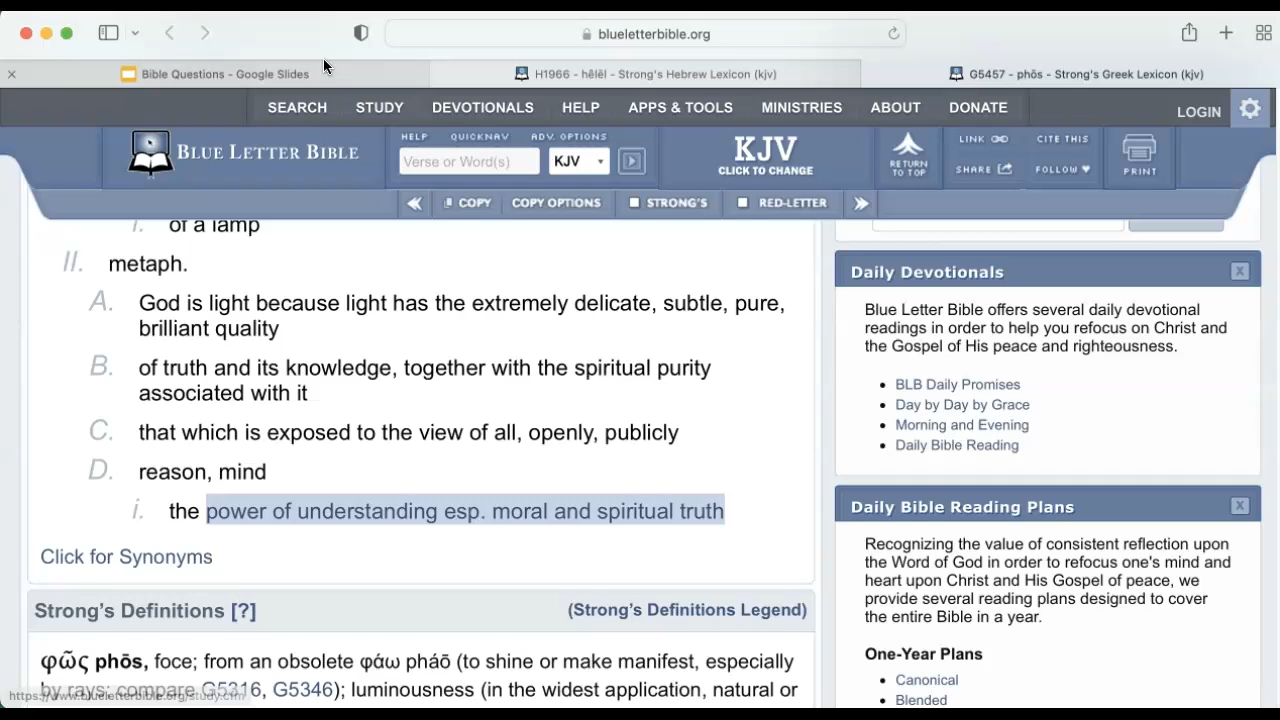 blueletterbible.org
Bible Questions - Google Slides
H1966 - hêlēl - Strong's Hebrew Lexicon (kjv)
G5457 - phōs - Strong's Greek Lexicon (kjv)
SEARCH STUDY DEVOTIONALS HELP APPS & TOOLS MINISTRIES ABOUT DONATE LOGIN
BLUE LETTER BIBLE
HELP QUICKNAV ADV. OPTIONS
Verse or Word(s) KJV
KJV
CLICK TO CHANGE
RETURN
TO TOP
LINK CITE THIS
SHARE FOLLOW
PRINT
COPY COPY OPTIONS STRONG'S RED-LETTER
i. of a lamp
II. metaph.
A. God is light because light has the extremely delicate, subtle, pure,
brilliant quality
B. of truth and its knowledge, together with the spiritual purity
associated with it
C. that which is exposed to the view of all, openly, publicly
D. reason, mind
i. the power of understanding esp. moral and spiritual truth
Click for Synonyms
Strong's Definitions [?] (Strong's Definitions Legend)
φῶς phōs, foce; from an obsolete φάω pháō (to shine or make manifest, especially
by rays; compare G5316, G5346); luminousness (in the widest application, natural or
Daily Devotionals X
Blue Letter Bible offers several daily devotional
readings in order to help you refocus on Christ and
the Gospel of His peace and righteousness.
• BLB Daily Promises
• Day by Day by Grace
• Morning and Evening
• Daily Bible Reading
Daily Bible Reading Plans X
Recognizing the value of consistent reflection upon
the Word of God in order to refocus one's mind and
heart upon Christ and His Gospel of peace, we
provide several reading plans designed to cover
the entire Bible in a year.
One-Year Plans
• Canonical
• Blended